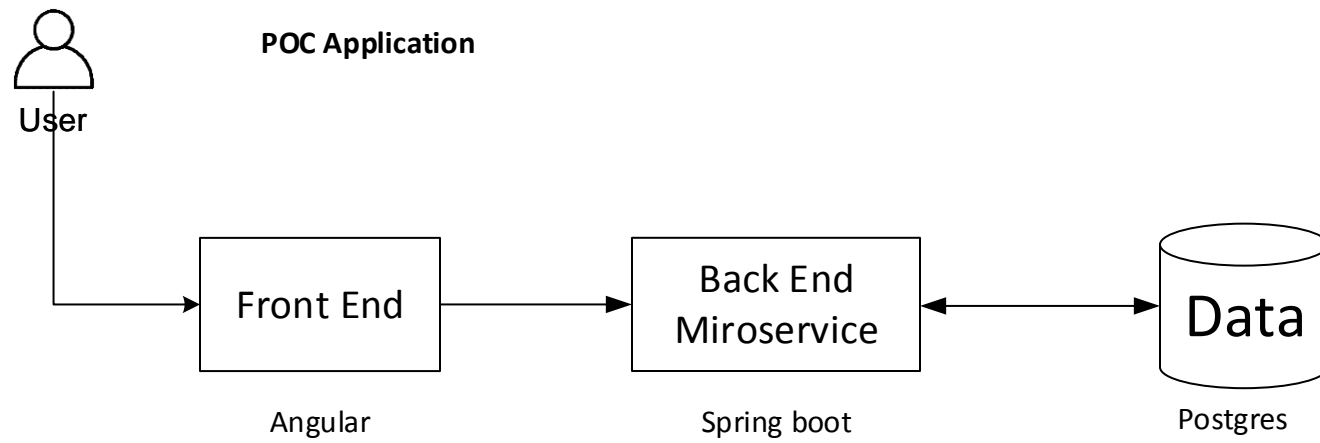 POC Application
User
Front End
Back End
Miroservice
Data
Angular
Spring boot
Postgres